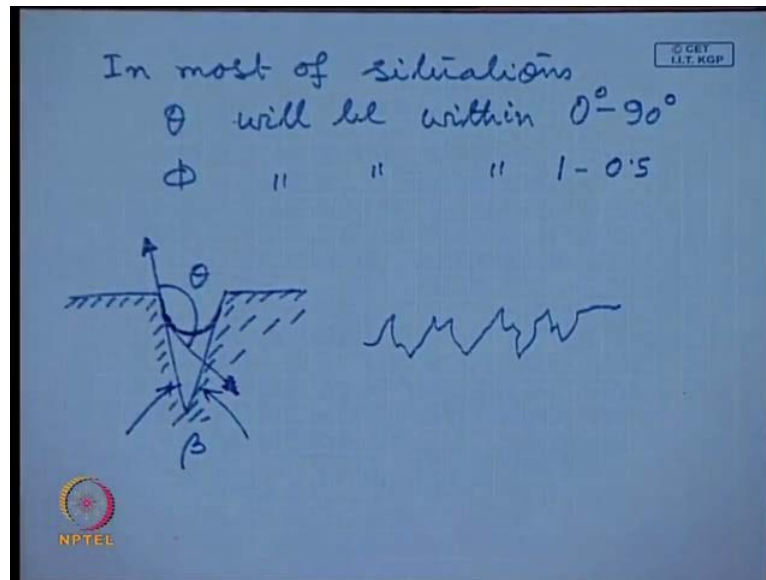 In most of situations
© CET
I.I.T. KGP
θ will be within 0°-90°
Φ " " " 1-0.5
θ
β
NPTEL